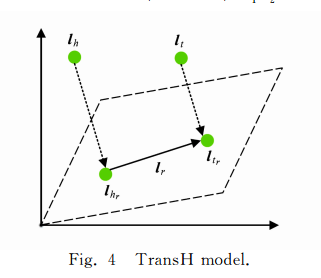 l_h
l_t
l_{t_r}
l_r
l_{h_r}
Fig. 4 TransH model.